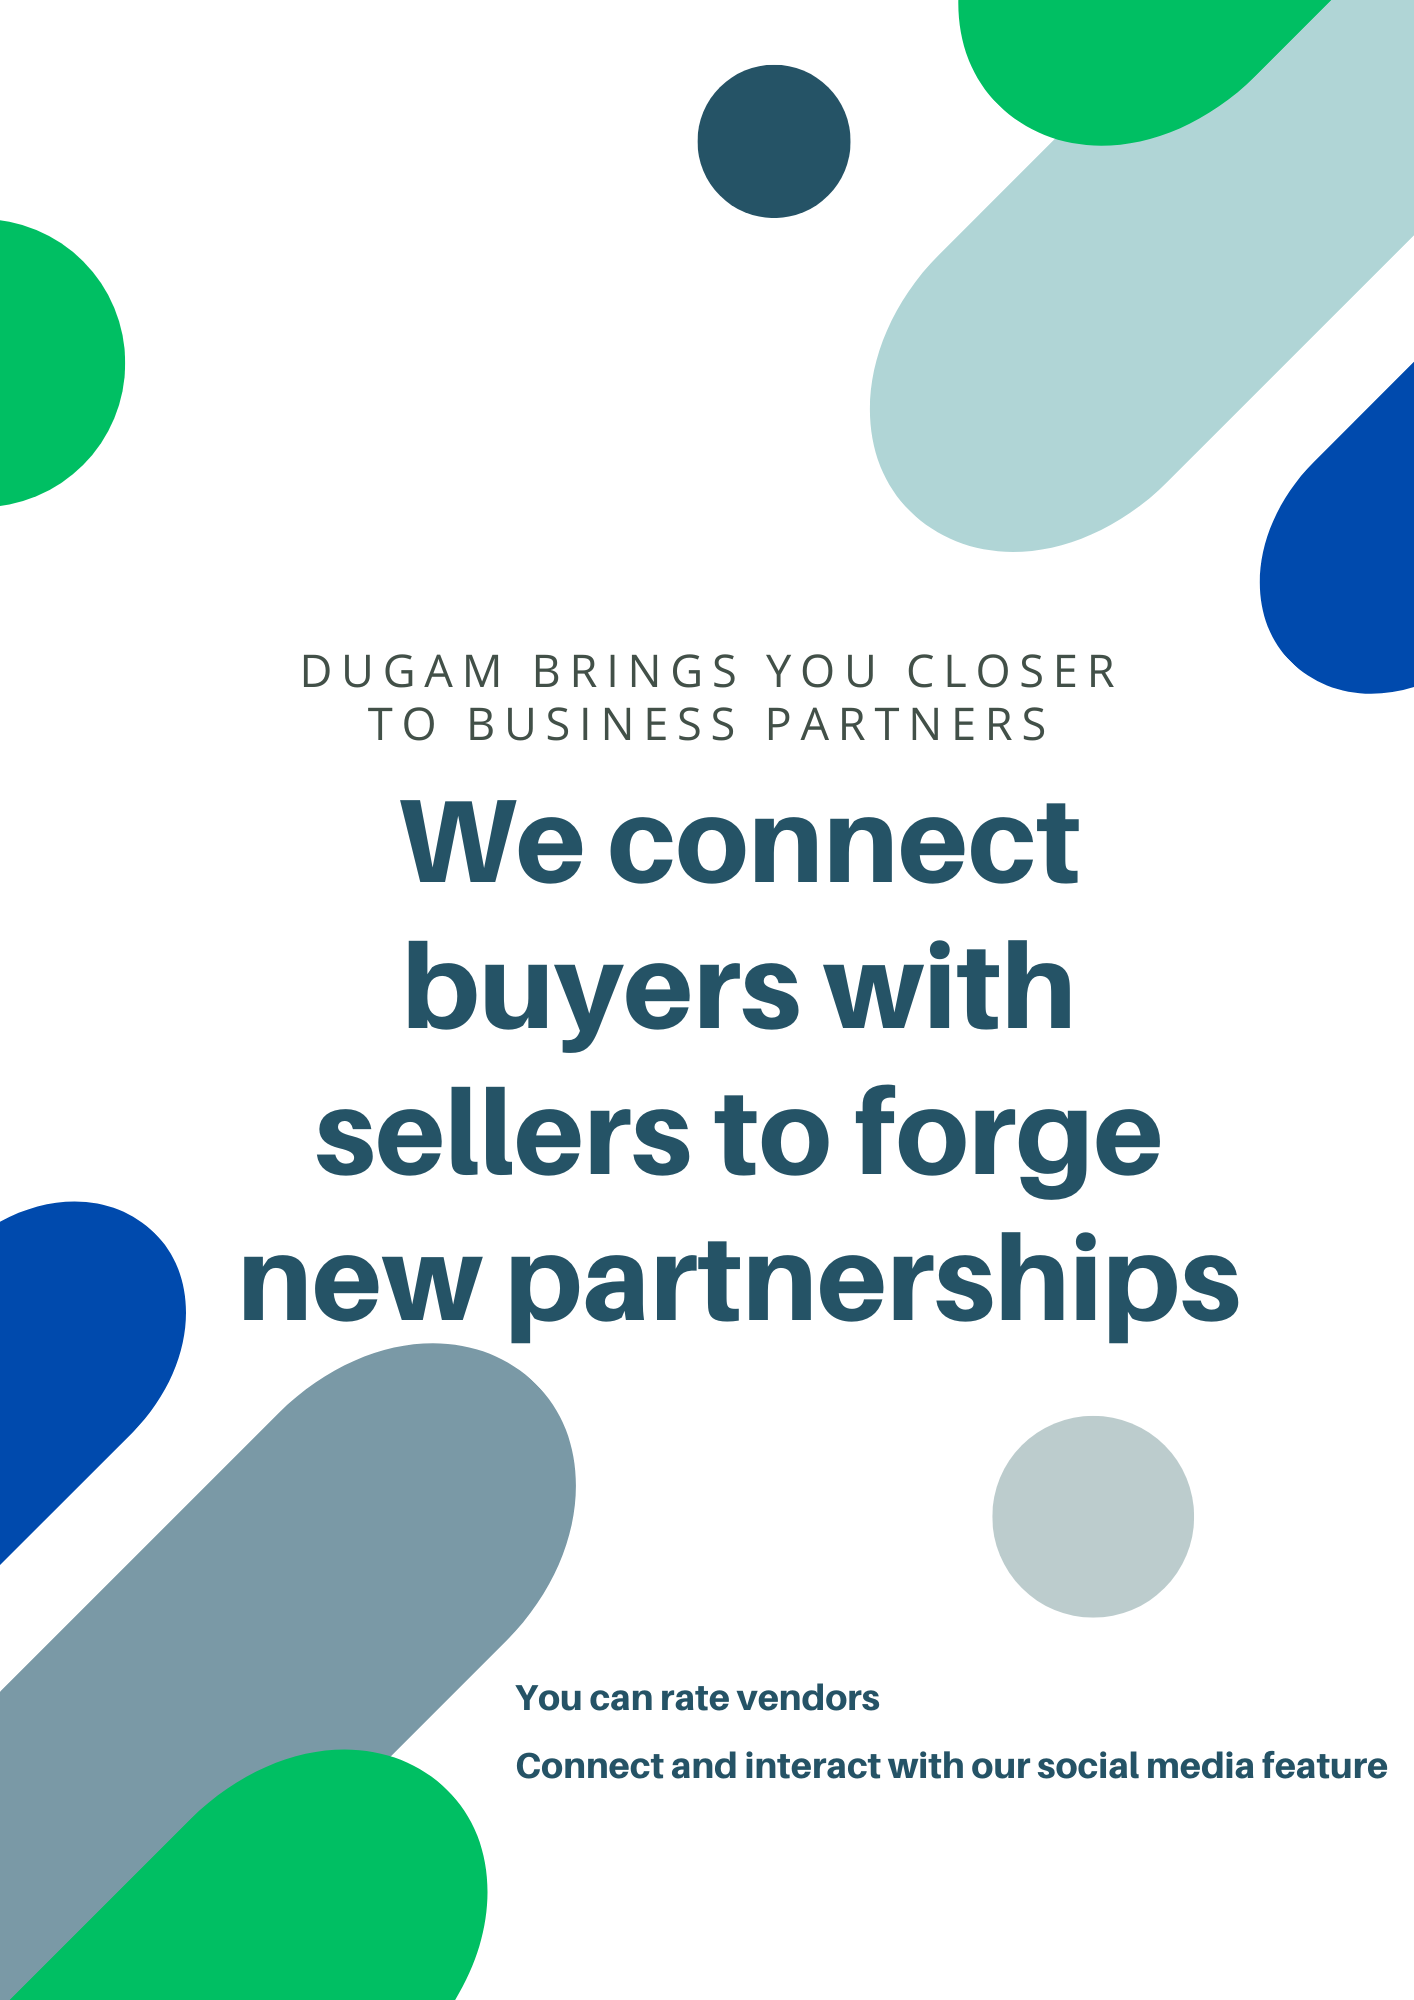 DUGAM BRINGS YOU CLOSER
TO BUSINESS PARTNERS
We connect
buyers with
sellers to forge
new partnerships
You can rate vendors
Connect and interact with our social media feature